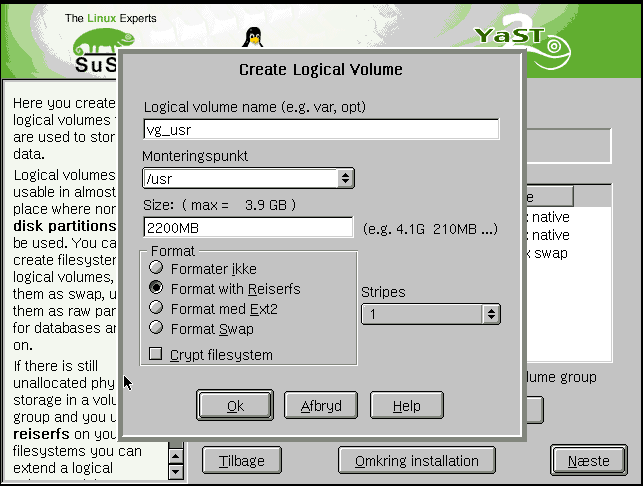 The Linux Experts
SuS
YaST
Create Logical Volume
Here you create
logical volumes
are used to stor
data.
Logical volumes
usable in almost
place where nor
disk partitions
be used. You ca
create filesystem
logical volumes,
them as swap, u
them as raw par
for databases an
on.
If there is still
unallocated phy
storage in a volu
group and you u
reiserfs on you
filesystems you can
extend a logical
Logical volume name (e.g. var, opt)
vg_usr
Monteringspunkt
/usr
Size: ( max = 3.9 GB )
2200MB
(e.g. 4.1G 210MB ...)
Format
Formater ikke
Format with Reiserfs
Format med Ext2
Format Swap
Crypt filesystem
Stripes
1
Ok
Afbryd
Help
e
native
native
swap
lume group
Tilbage
Omkring installation
Næste